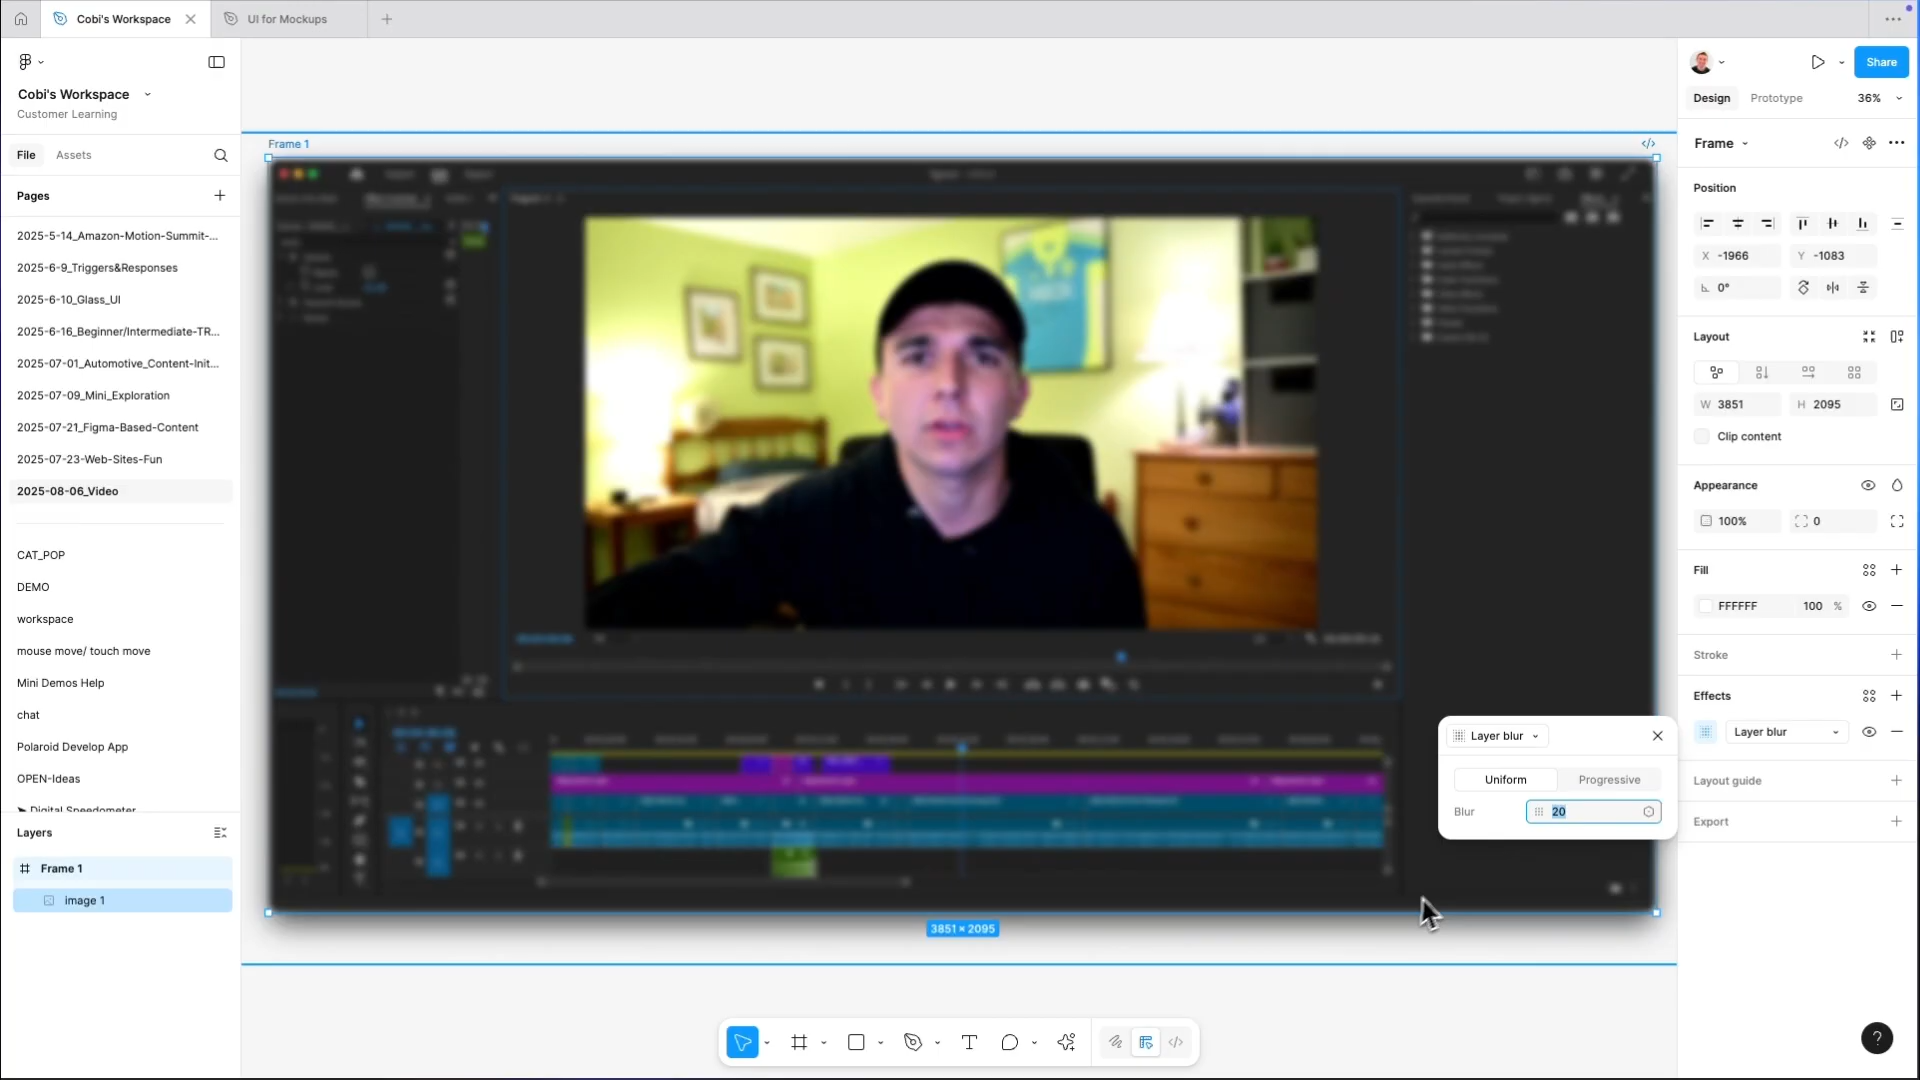 Cobi's Workspace
UI for Mockups
Cobi's Workspace
Customer Learning
File
Assets
Pages
2025-5-14_Amazon-Motion-Summit-...
2025-6-9_Triggers&Responses
2025-6-10_Glass_UI
2025-6-16_Beginner/Intermediate-TR...
2025-07-01_Automotive_Content-Init...
2025-07-09_Mini_Exploration
2025-07-21_Figma-Based-Content
2025-07-23-Web-Sites-Fun
2025-08-06_Video
CAT_POP
DEMO
workspace
mouse move/ touch move
Mini Demos Help
chat
Polaroid Develop App
OPEN-Ideas
Digital Speedometer
Layers
Frame 1
image 1
Frame 1
3851 × 2095
Layer blur
Uniform
Progressive
Blur
20
Share
Design
Prototype
36%
Frame
Position
X -1966
Y -1083
0°
Layout
W 3851
H 2095
Clip content
Appearance
100%
0
Fill
FFFFFF
100 %
Stroke
Effects
Layer blur
Layout guide
Export
?